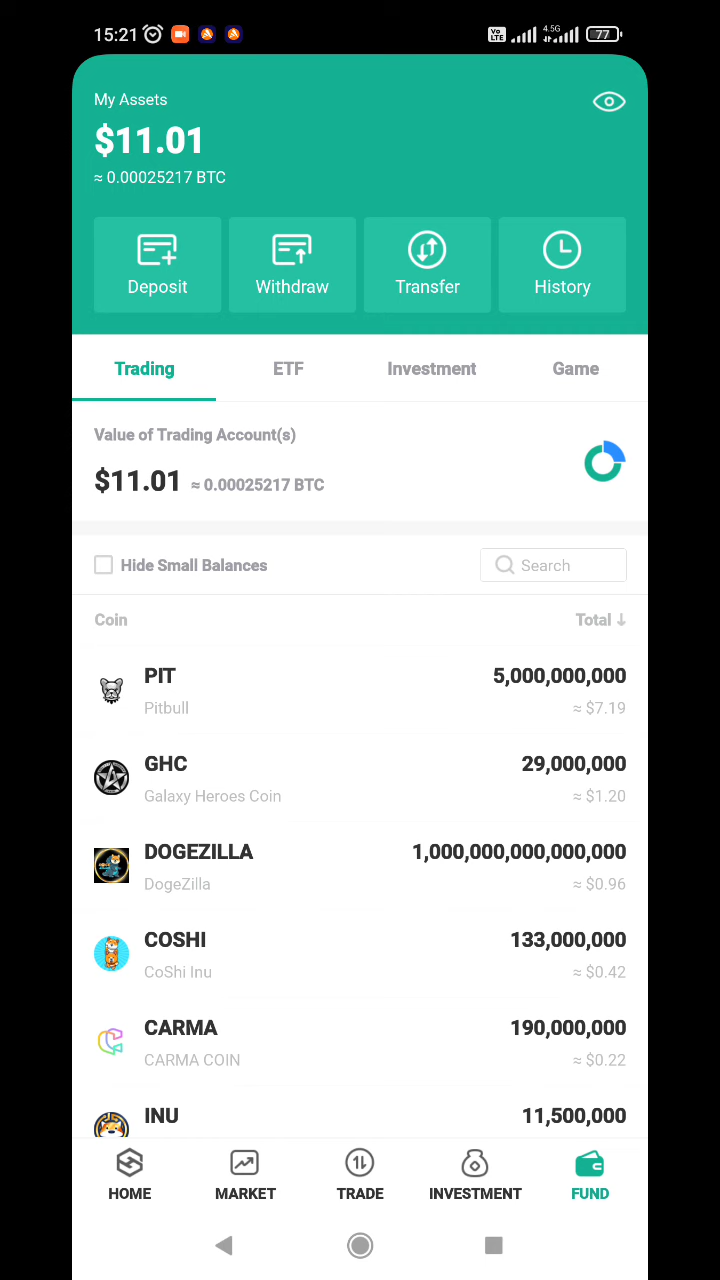 15:21 Vo LTE 4.5G 77
My Assets
$11.01
≈ 0.00025217 BTC
Deposit Withdraw Transfer History
Trading ETF Investment Game
Value of Trading Account(s)
$11.01 ≈ 0.00025217 BTC
Hide Small Balances Search
Coin Total ↓
PIT 5,000,000,000
Pitbull ≈ $7.19
GHC 29,000,000
Galaxy Heroes Coin ≈ $1.20
DOGEZILLA 1,000,000,000,000,000
DogeZilla ≈ $0.96
COSHI 133,000,000
CoShi Inu ≈ $0.42
CARMA 190,000,000
CARMA COIN ≈ $0.22
INU 11,500,000
HOME MARKET TRADE INVESTMENT FUND